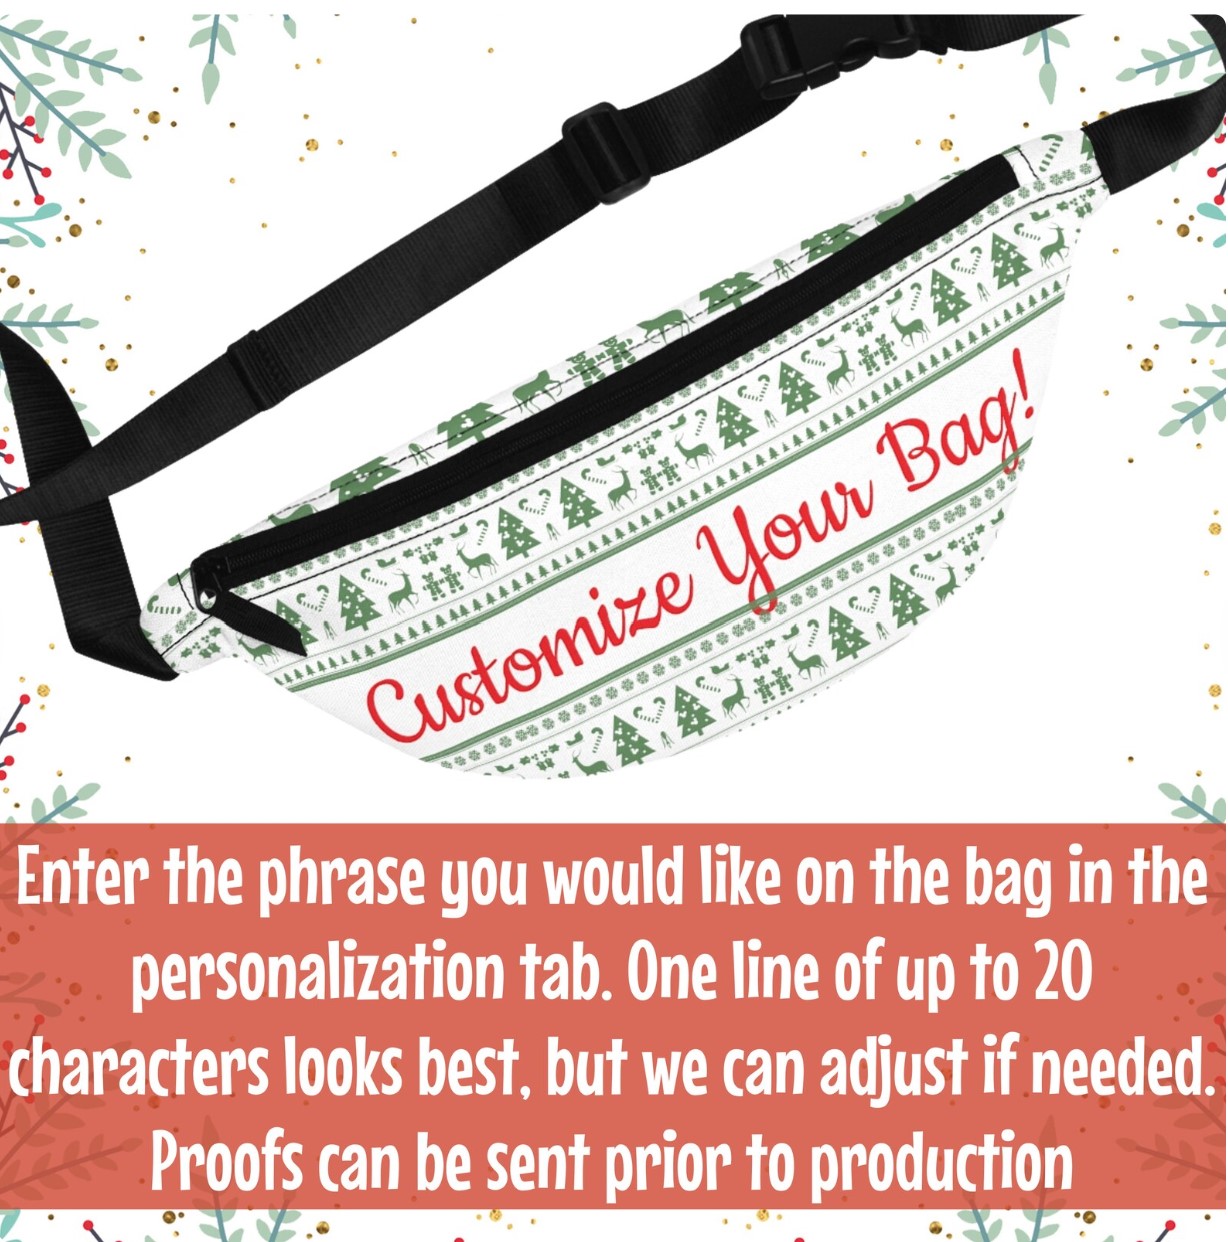 Customize Your Bag!
Enter the phrase you would like on the bag in the
personalization tab. One line of up to 20
characters looks best, but we can adjust if needed.
Proofs can be sent prior to production